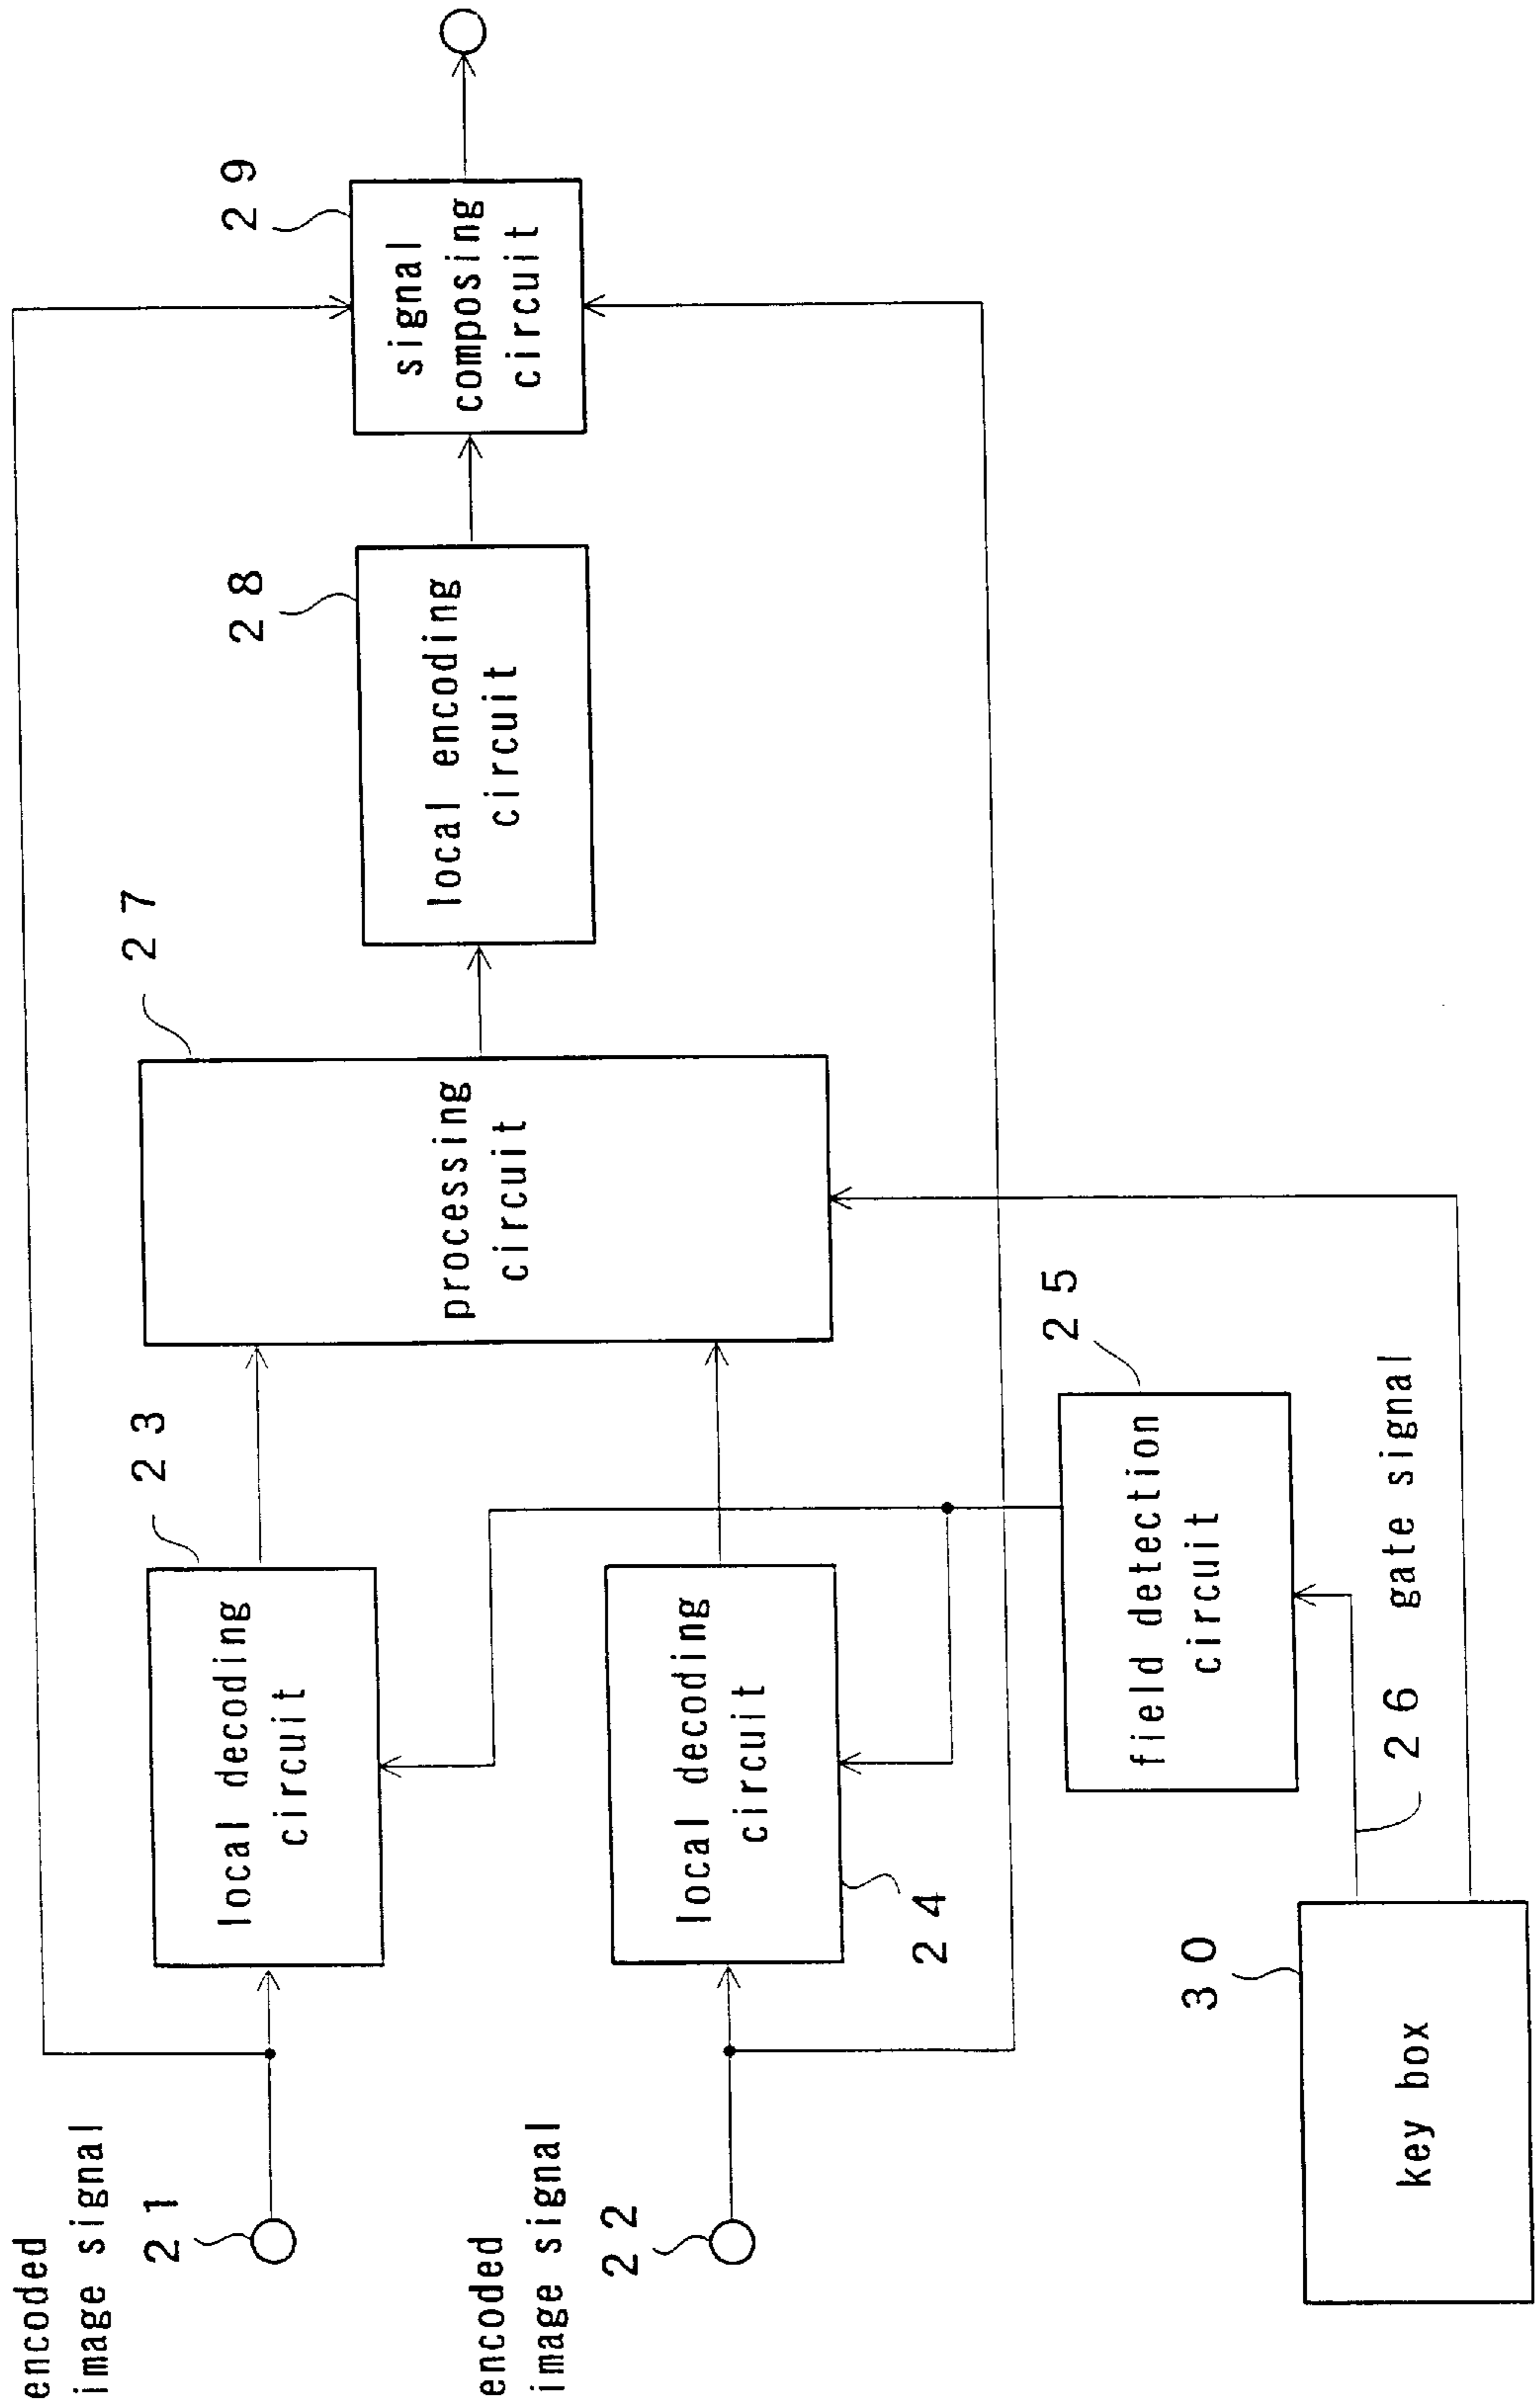 encoded
image signal
21
local decoding
circuit
23
encoded
image signal
22
local decoding
circuit
24
processing
circuit
27
local encoding
circuit
28
signal
composing
circuit
29
field detection
circuit
25
26 gate signal
key box
30